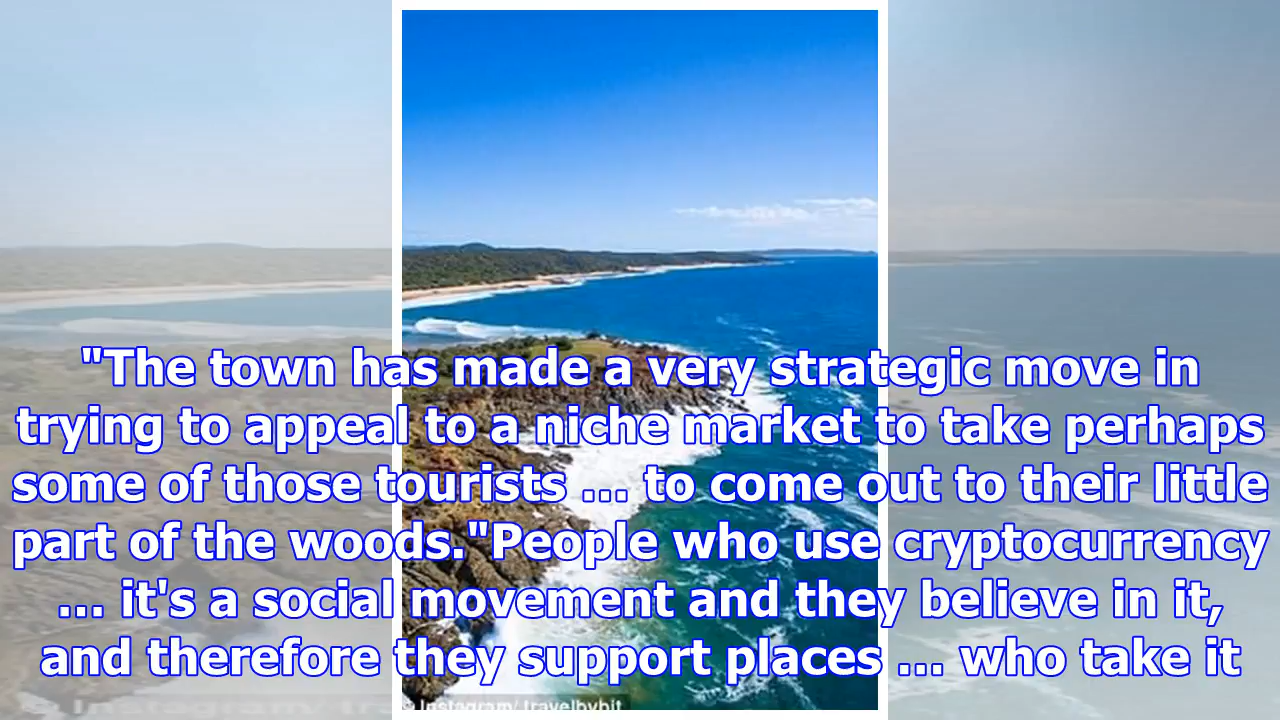 "The town has made a very strategic move in
trying to appeal to a niche market to take perhaps
some of those tourists ... to come out to their little
part of the woods."People who use cryptocurrency
... it's a social movement and they believe in it,
and therefore they support places ... who take it
© Instagram/ travelbybit